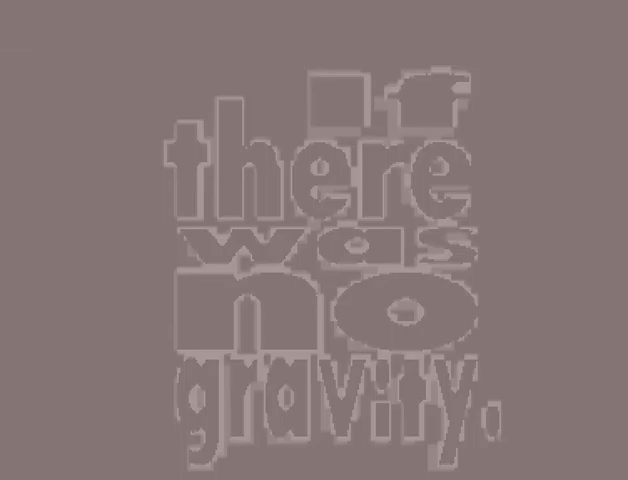 If
there
was
no
gravity.